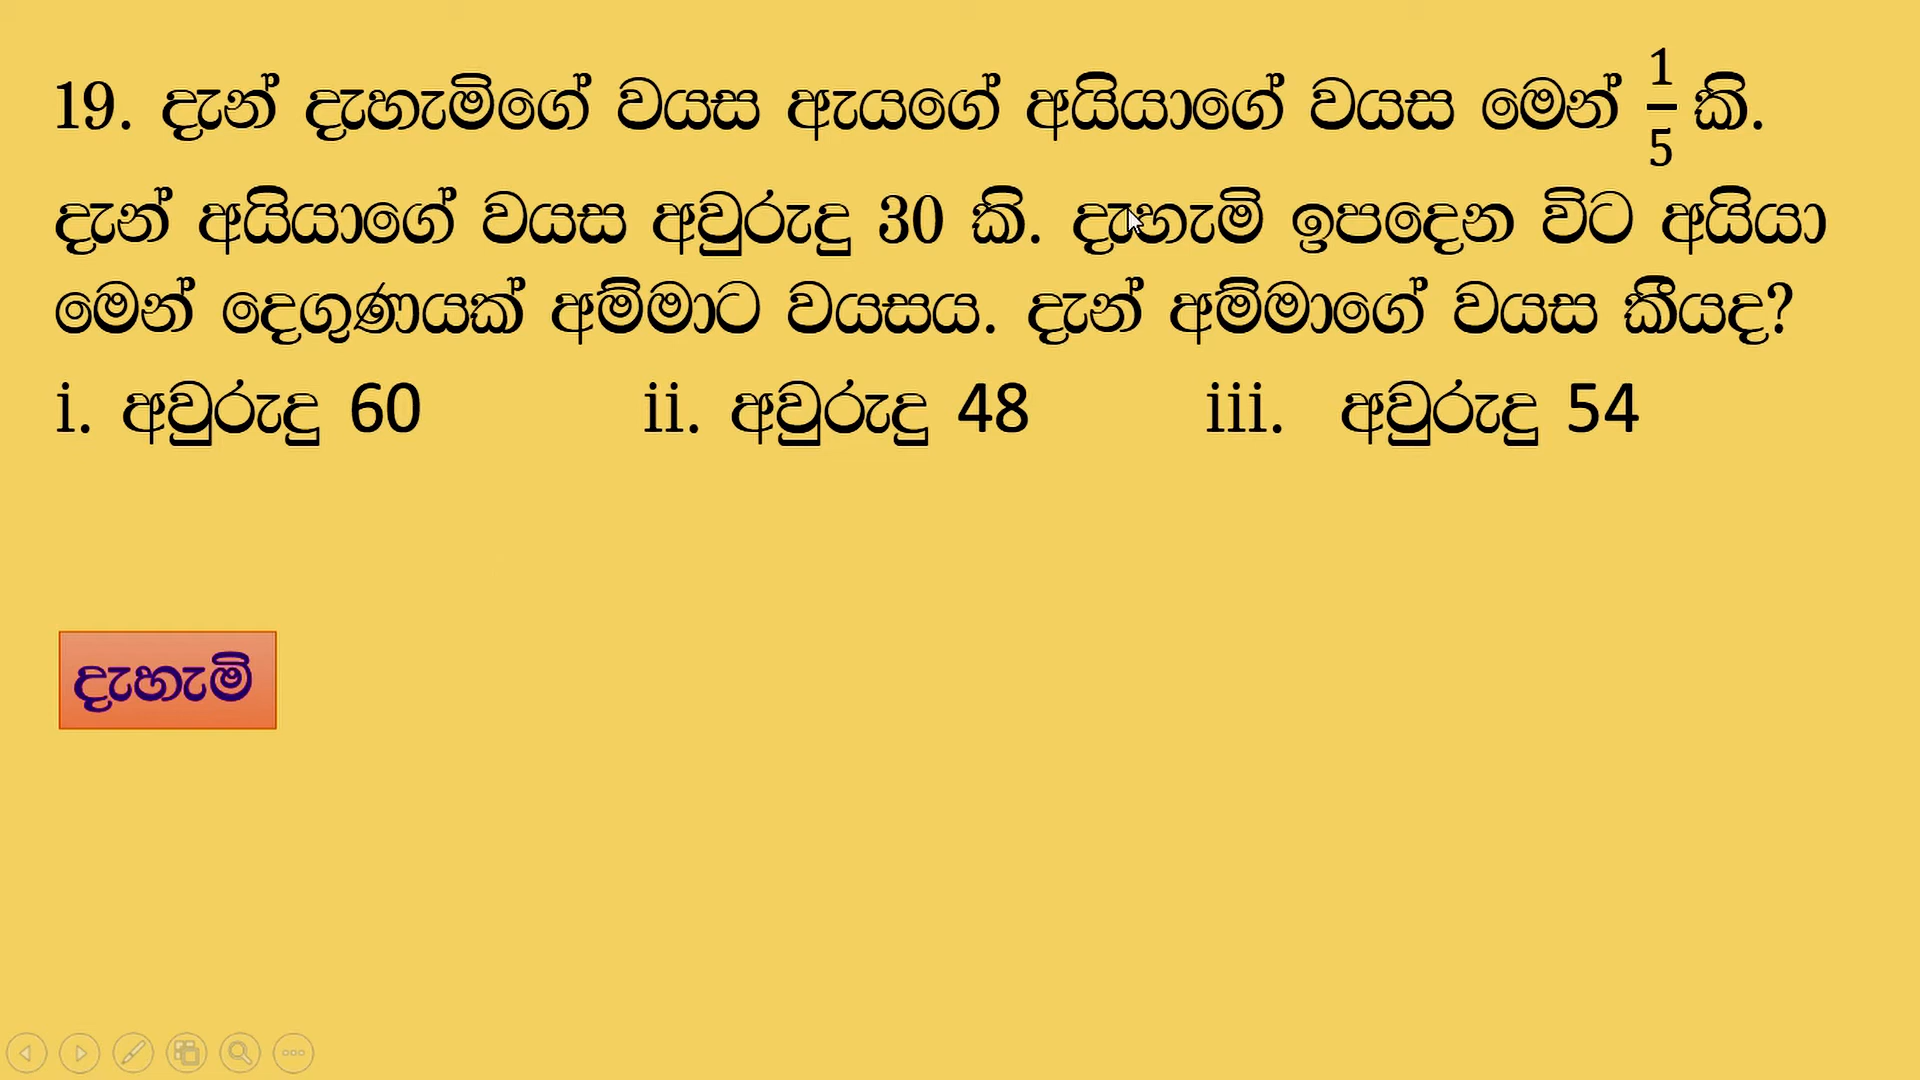 19. දැන් දැහැමිගේ වයස ඇයගේ අයියාගේ වයස මෙන් 1/5 කි.
දැන් අයියාගේ වයස අවුරුදු 30 කි. දැහැමි ඉපදෙන විට අයියා
මෙන් දෙගුණයක් අම්මාට වයසය. දැන් අම්මාගේ වයස කීයද?
i. අවුරුදු 60 ii. අවුරුදු 48 iii. අවුරුදු 54
දැහැමි